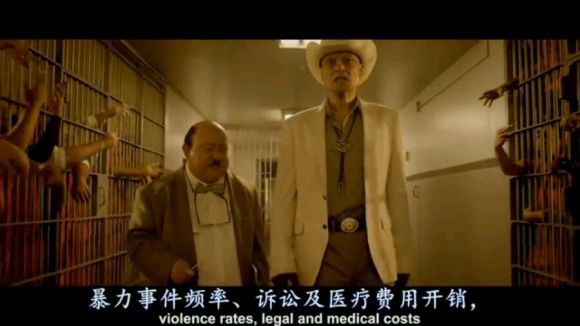 暴力事件频率、诉讼及医疗费用开销，
violence rates, legal and medical costs